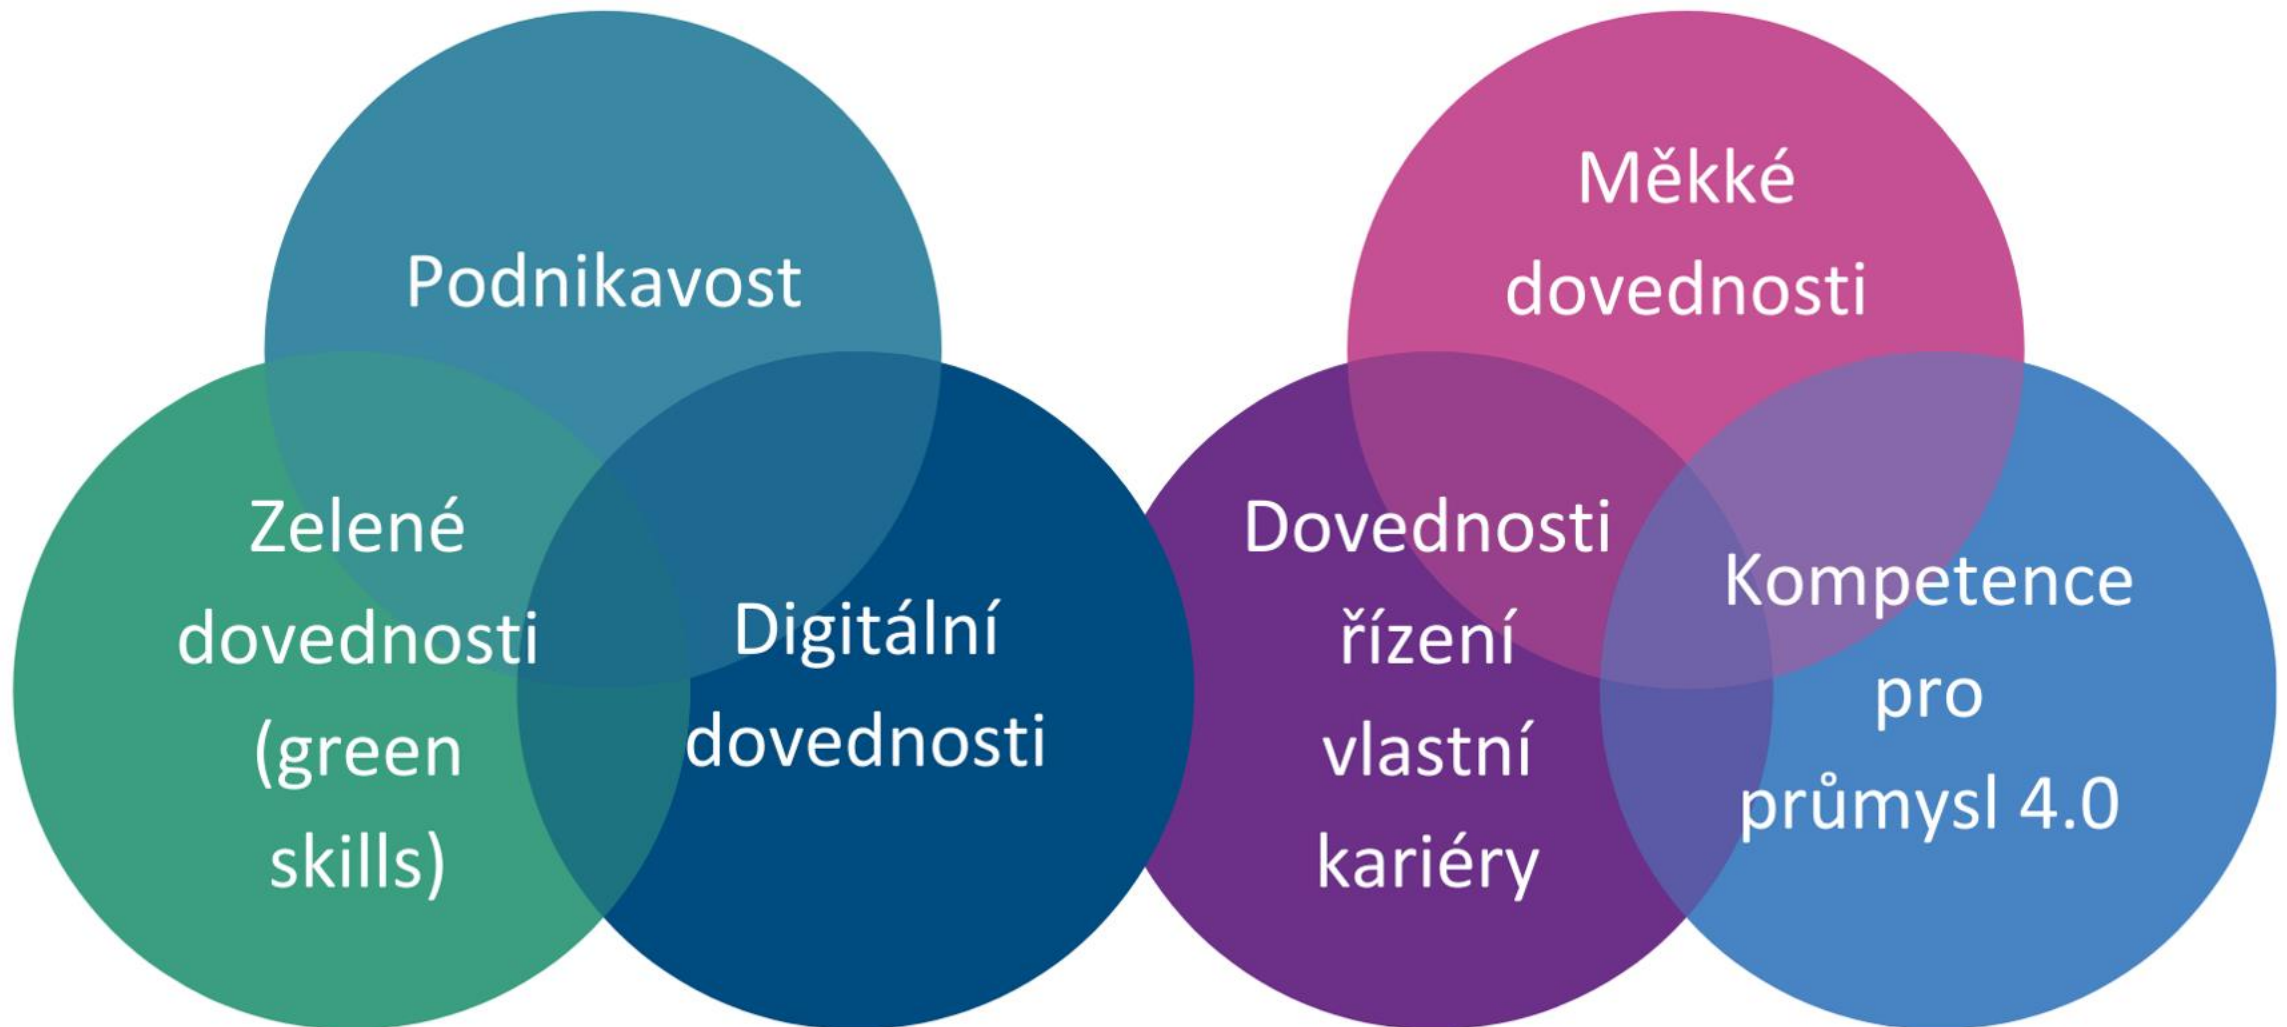 Podnikavost
Zelené
dovednosti
(green
skills)
Digitální
dovednosti
Měkké
dovednosti
Dovednosti
řízení
vlastní
kariéry
Kompetence
pro
průmysl 4.0